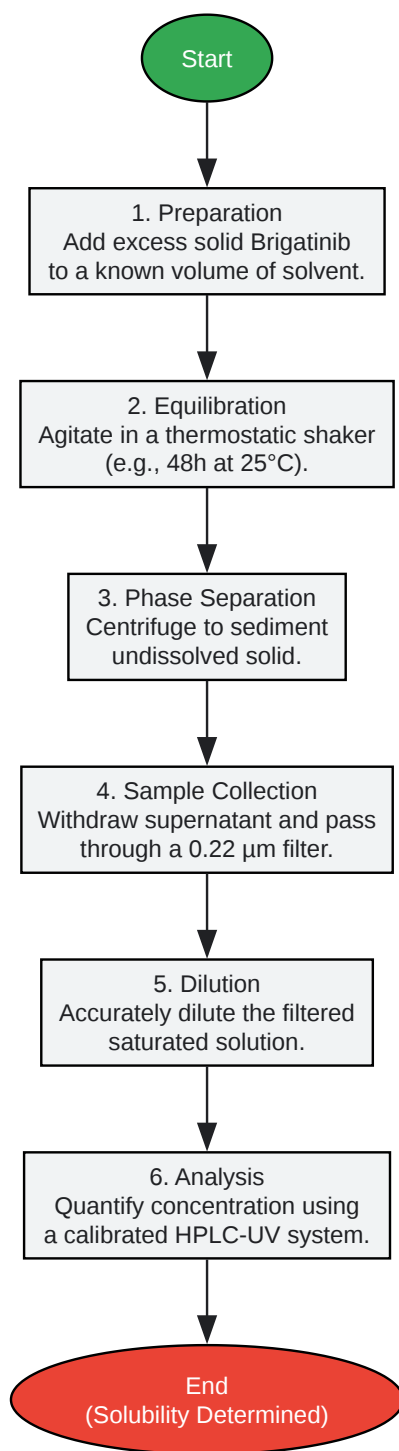 Start
1. Preparation
Add excess solid Brigatinib
to a known volume of solvent.
2. Equilibration
Agitate in a thermostatic shaker
(e.g., 48h at 25°C).
3. Phase Separation
Centrifuge to sediment
undissolved solid.
4. Sample Collection
Withdraw supernatant and pass
through a 0.22 µm filter.
5. Dilution
Accurately dilute the filtered
saturated solution.
6. Analysis
Quantify concentration using
a calibrated HPLC-UV system.
End
(Solubility Determined)